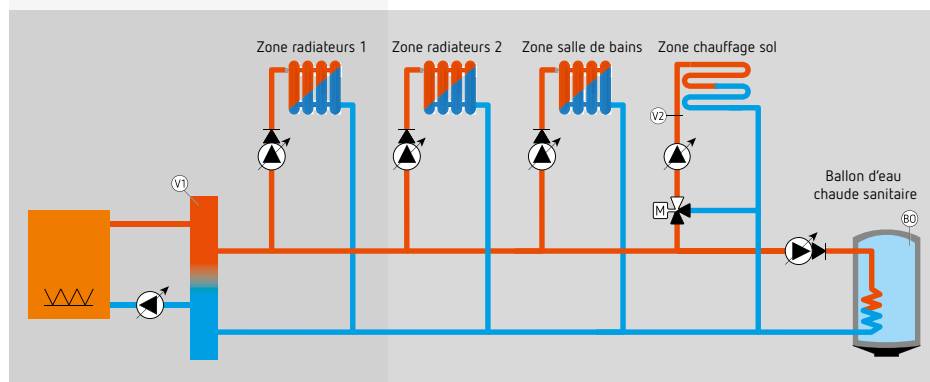 Zone radiateurs 1
Zone radiateurs 2
Zone salle de bains
Zone chauffage sol
V2
V1
M
Ballon d'eau
chaude sanitaire
B0